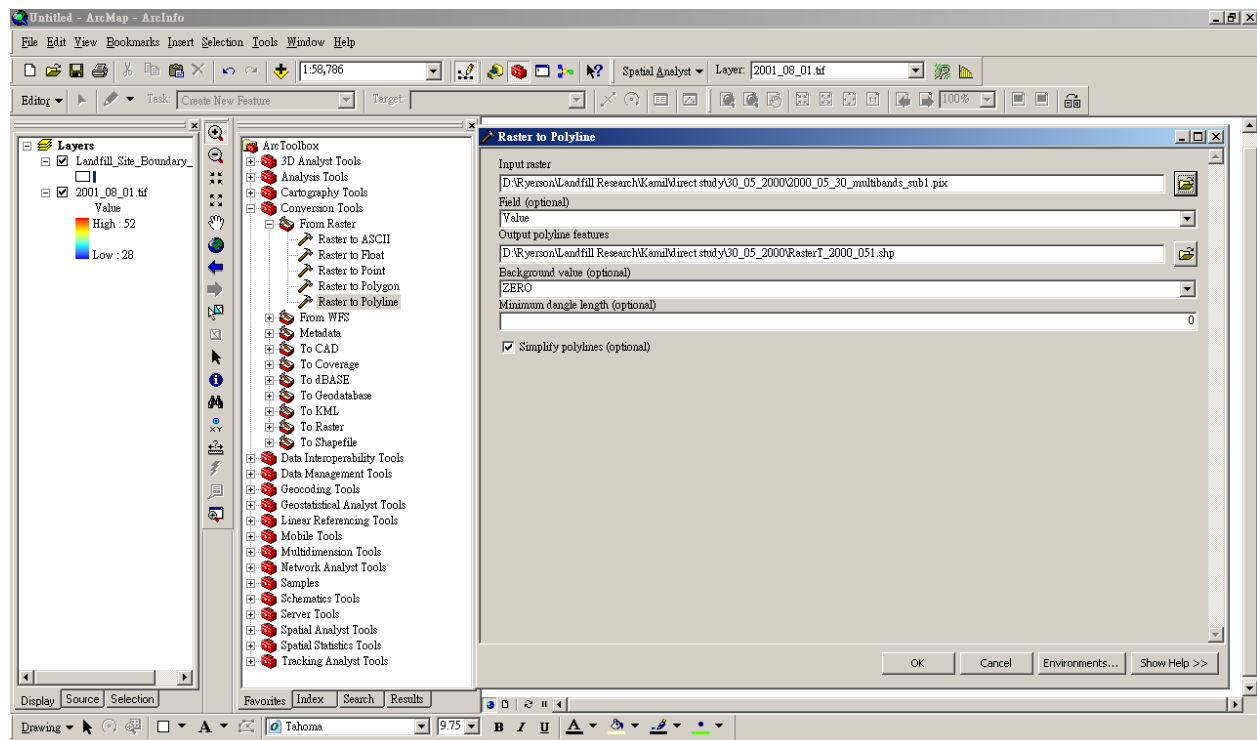 Untitled - ArcMap - ArcInfo
File Edit View Bookmarks Insert Selection Tools Window Help
1:58,786
Spatial Analyst
Layer: 2001_08_01.tif
Editor
Task: Create New Feature
Target:
100%
Layers
Landfill_Site_Boundary_
2001_08_01.tif
Value
High : 52
Low : 28
Display Source Selection
XY
ArcToolbox
3D Analyst Tools
Analysis Tools
Cartography Tools
Conversion Tools
From Raster
Raster to ASCII
Raster to Float
Raster to Point
Raster to Polygon
Raster to Polyline
From WFS
Metadata
To CAD
To Coverage
To dBASE
To Geodatabase
To KML
To Raster
To Shapefile
Data Interoperability Tools
Data Management Tools
Geocoding Tools
Geostatistical Analyst Tools
Linear Referencing Tools
Mobile Tools
Multidimension Tools
Network Analyst Tools
Samples
Schematics Tools
Server Tools
Spatial Analyst Tools
Spatial Statistics Tools
Tracking Analyst Tools
Favorites Index Search Results
Raster to Polyline
Input raster
D:\Ryerson\Landfill Research\Kamil\direct study\30_05_2000\2000_05_30_multibands_sub1.pix
Field (optional)
Value
Output polyline features
D:\Ryerson\Landfill Research\Kamil\direct study\30_05_2000\RasterT_2000_051.shp
Background value (optional)
ZERO
Minimum dangle length (optional)
0
Simplify polylines (optional)
OK Cancel Environments... Show Help >>
Drawing
A
Tahoma
9.75
B I U A